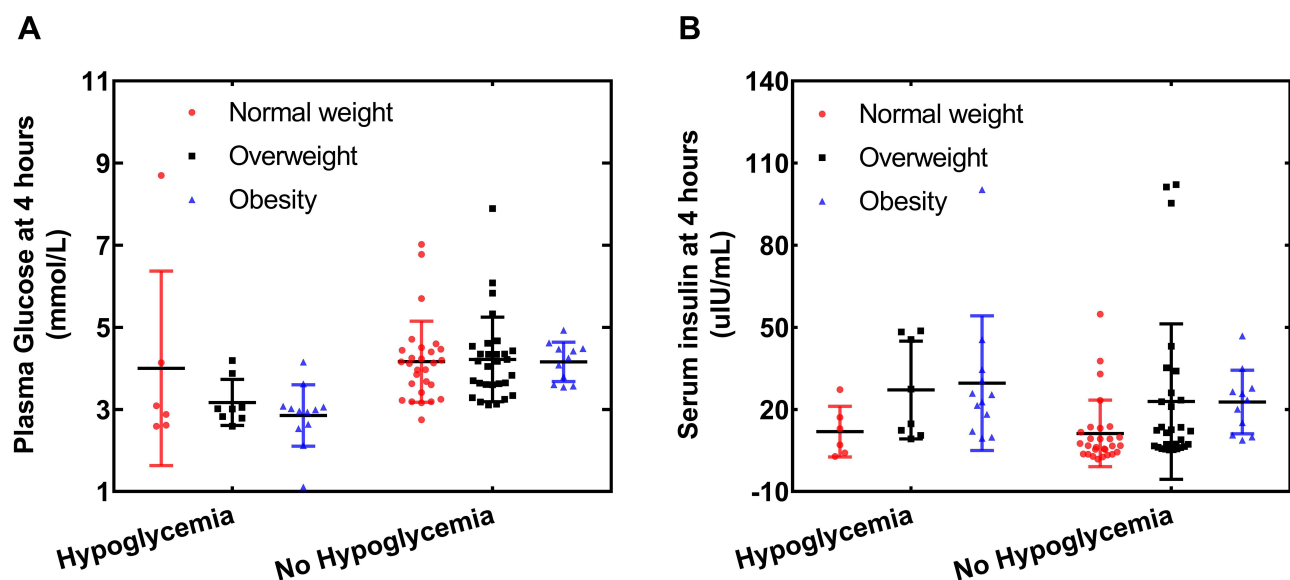 A
Plasma Glucose at 4 hours
(mmol/L)
11
9
7
5
3
1
Normal weight
Overweight
Obesity
Hypoglycemia
No Hypoglycemia
B
Serum insulin at 4 hours
(uIU/mL)
140
110
80
50
20
-10
Normal weight
Overweight
Obesity
Hypoglycemia
No Hypoglycemia